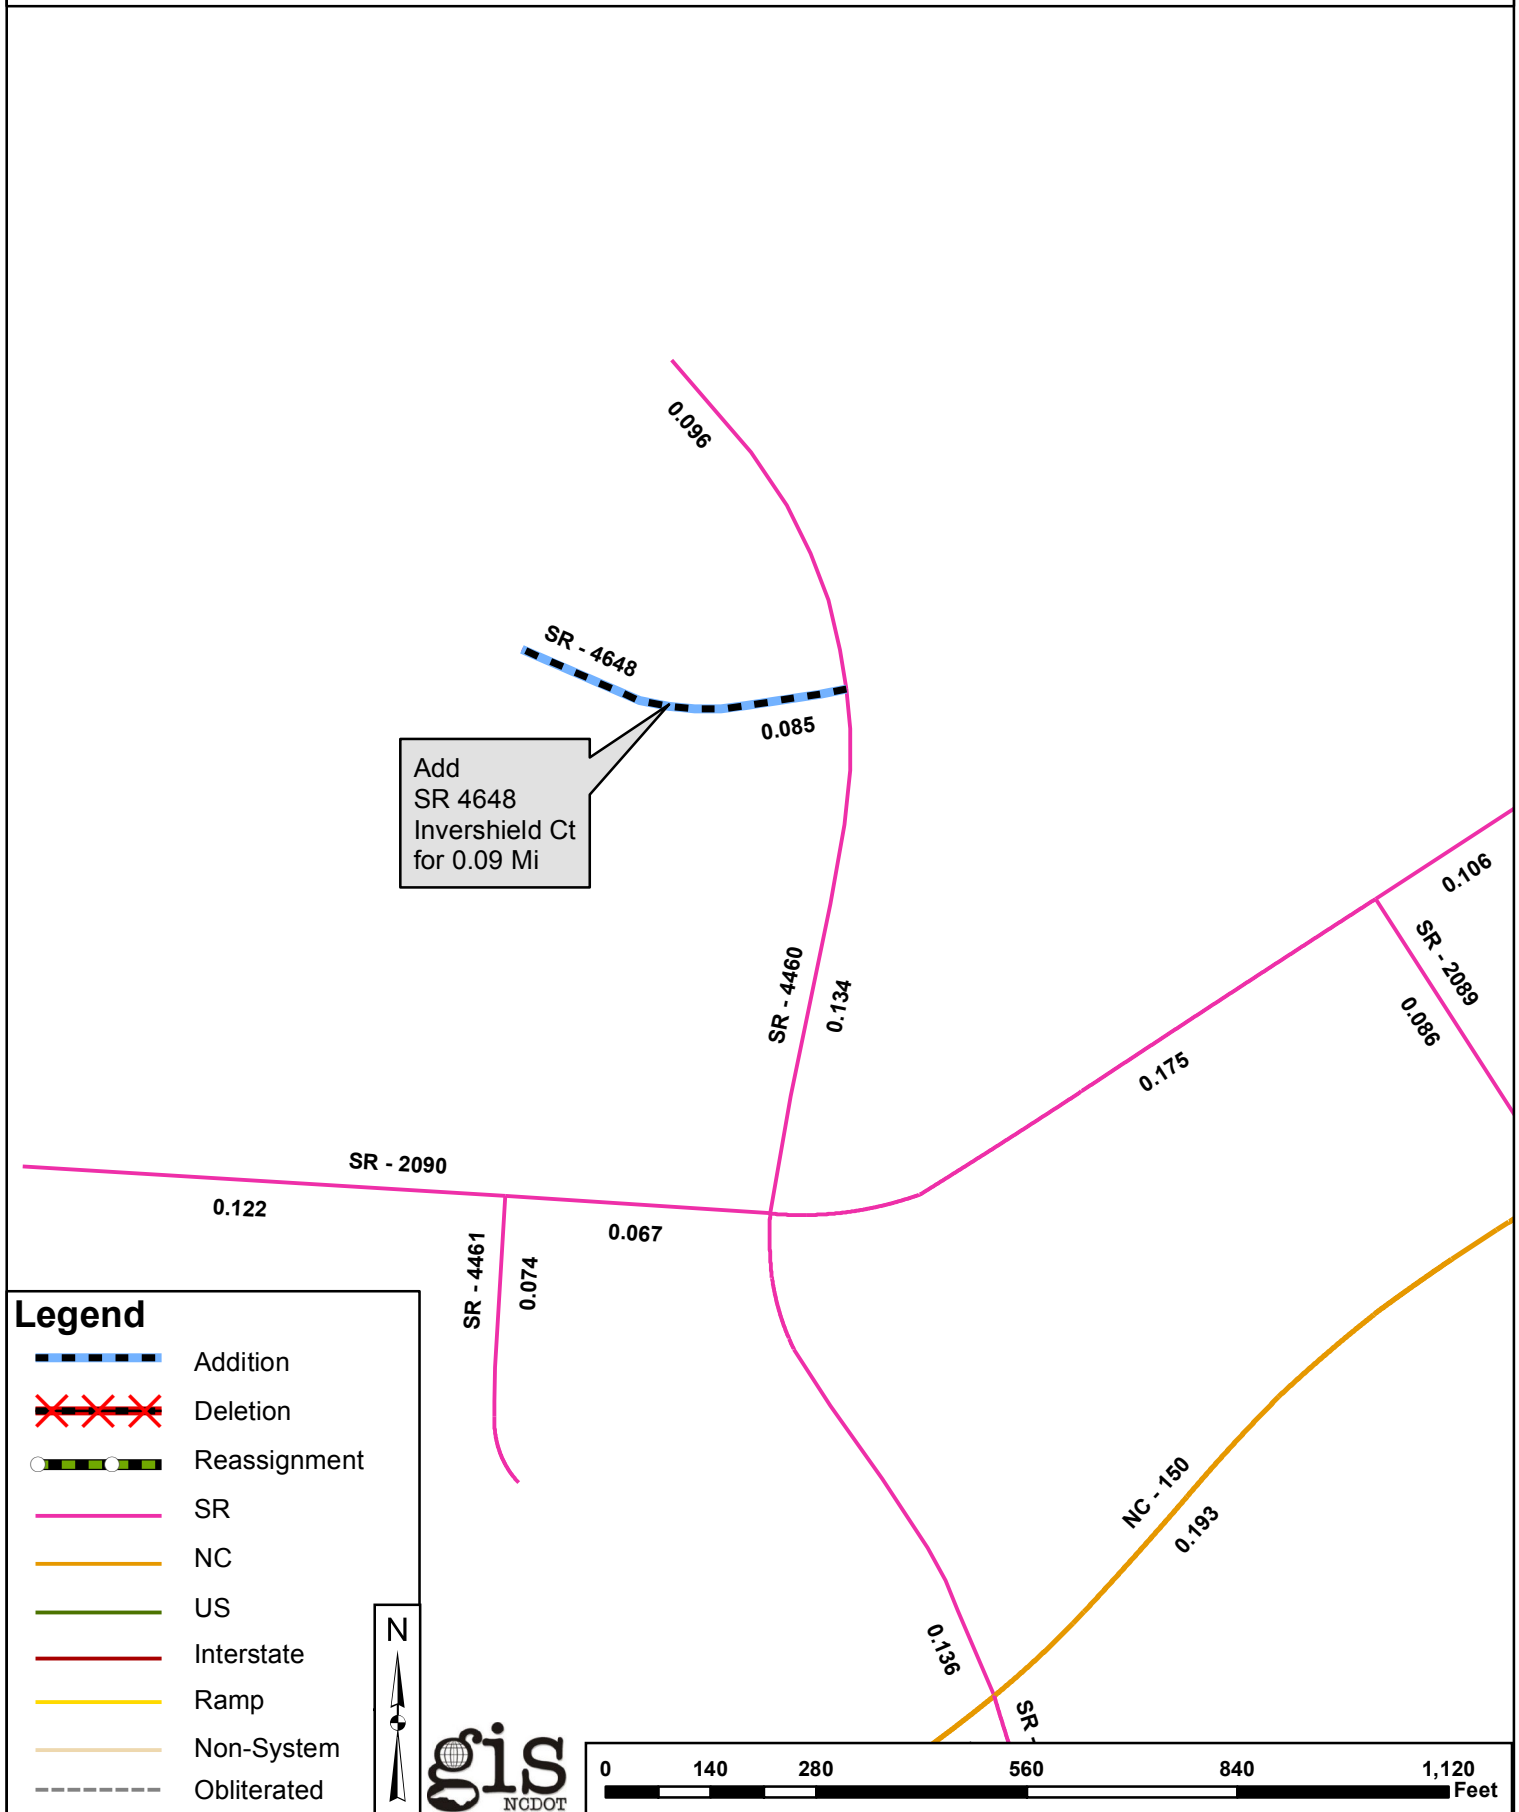 0.096
SR - 4648
0.085
Add
SR 4648
Invershield Ct
for 0.09 Mi
0.106
SR - 2089
0.086
SR - 4460
0.134
0.175
SR - 2090
0.122
0.067
SR - 4461
0.074
NC - 150
0.193
0.136
SR -
Legend
Addition
Deletion
Reassignment
SR
NC
US
Interstate
Ramp
Non-System
Obliterated
N
gis
NCDOT
0 140 280 560 840 1,120
Feet